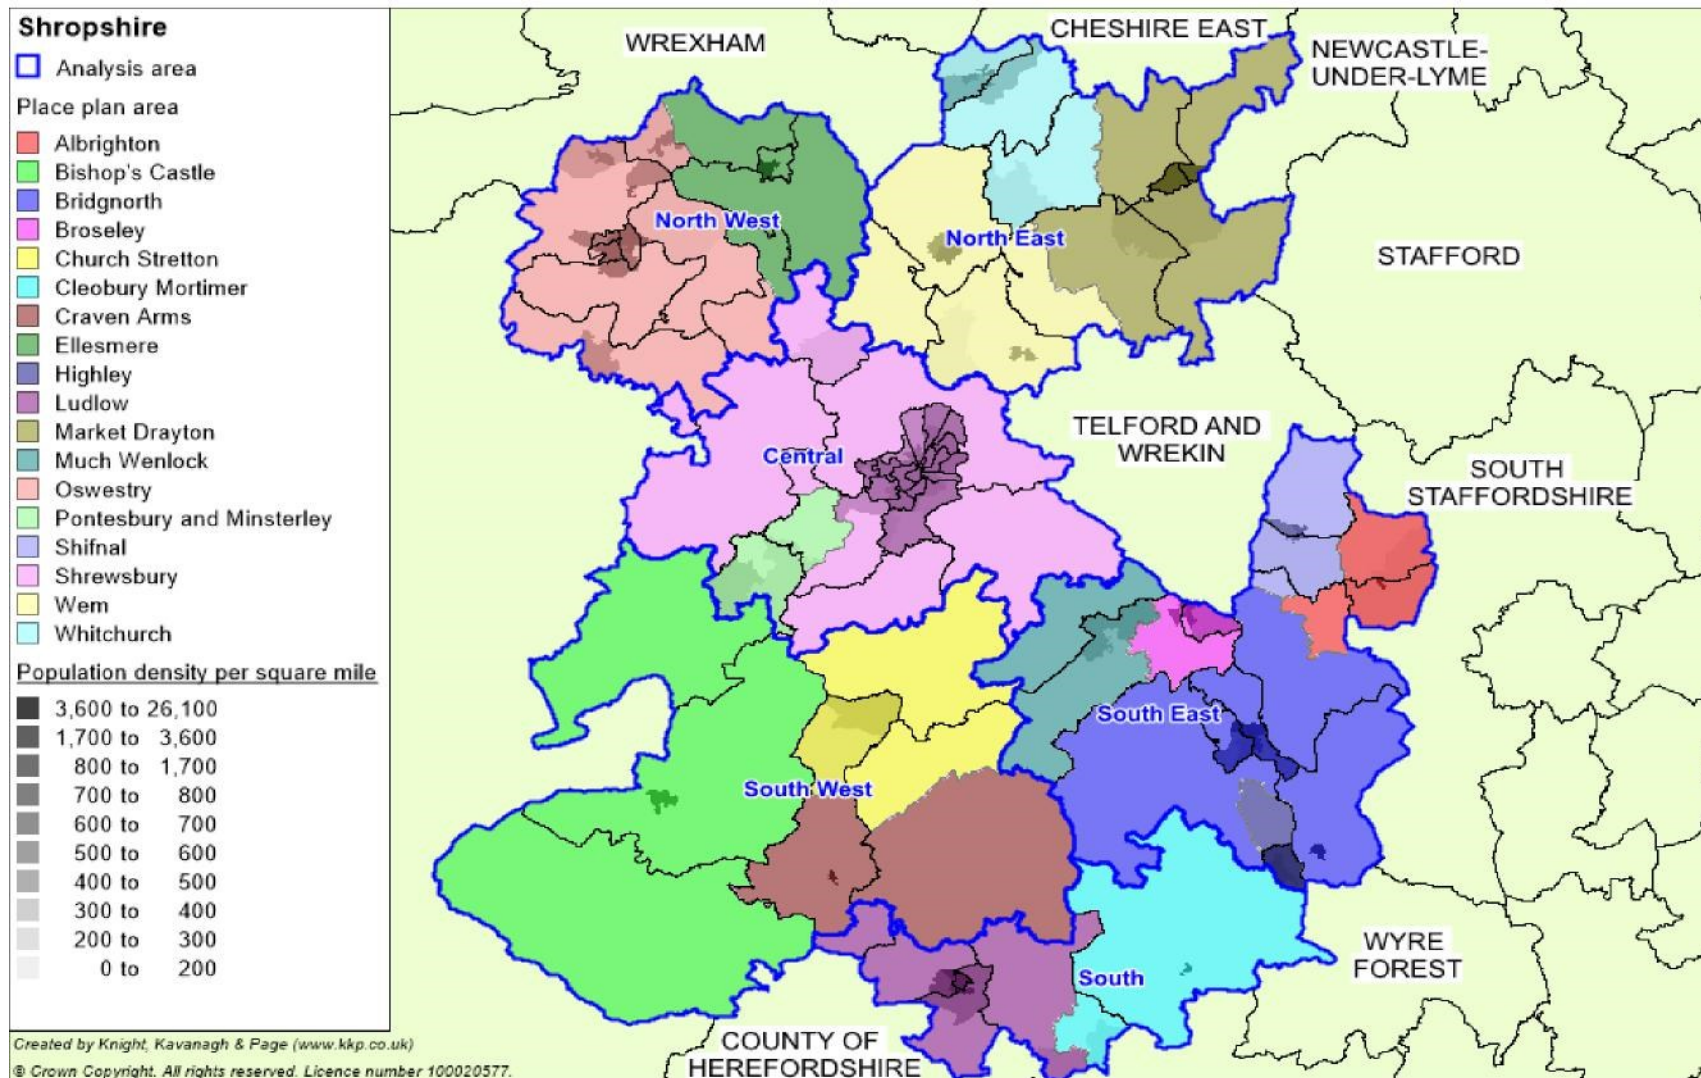 Shropshire
Analysis area
Place plan area
Albrighton
Bishop's Castle
Bridgnorth
Broseley
Church Stretton
Cleobury Mortimer
Craven Arms
Ellesmere
Highley
Ludlow
Market Drayton
Much Wenlock
Oswestry
Pontesbury and Minsterley
Shifnal
Shrewsbury
Wem
Whitchurch
Population density per square mile
3,600 to 26,100
1,700 to 3,600
800 to 1,700
700 to 800
600 to 700
500 to 600
400 to 500
300 to 400
200 to 300
0 to 200
Created by Knight, Kavanagh & Page (www.kkp.co.uk)
© Crown Copyright. All rights reserved. Licence number 100020577.
WREXHAM
CHESHIRE EAST
NEWCASTLE-
UNDER-LYME
North West
North East
STAFFORD
TELFORD AND
WREKIN
Central
SOUTH
STAFFORDSHIRE
South East
South West
WYRE
FOREST
South
COUNTY OF
HEREFORDSHIRE